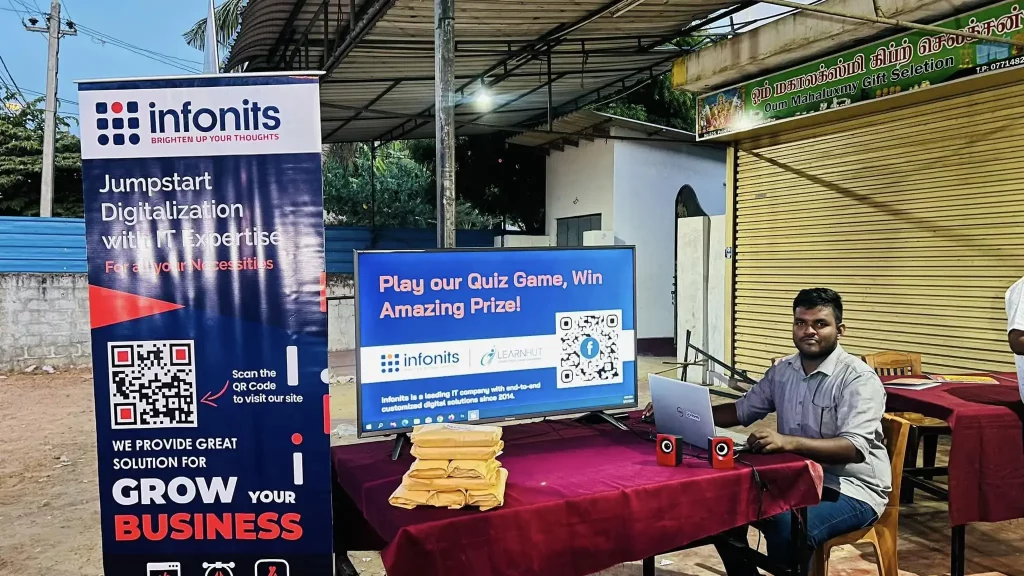 infonits
BRIGHTEN UP YOUR THOUGHTS
Jumpstart
Digitalization
with IT Expertise
For all your Necessities
Scan the
QR Code
to visit our site
WE PROVIDE GREAT
SOLUTION FOR
GROW YOUR
BUSINESS
Play our Quiz Game, Win
Amazing Prize!
infonits
LEARNHUT
Infonits is a leading IT company with end-to-end
customized digital solutions since 2014.
ஓம் மகாலக்ஸ்மி கிப்ற் செலக்சன்
Oum Mahaluxmy Gift Seletion
T.P: 0771482